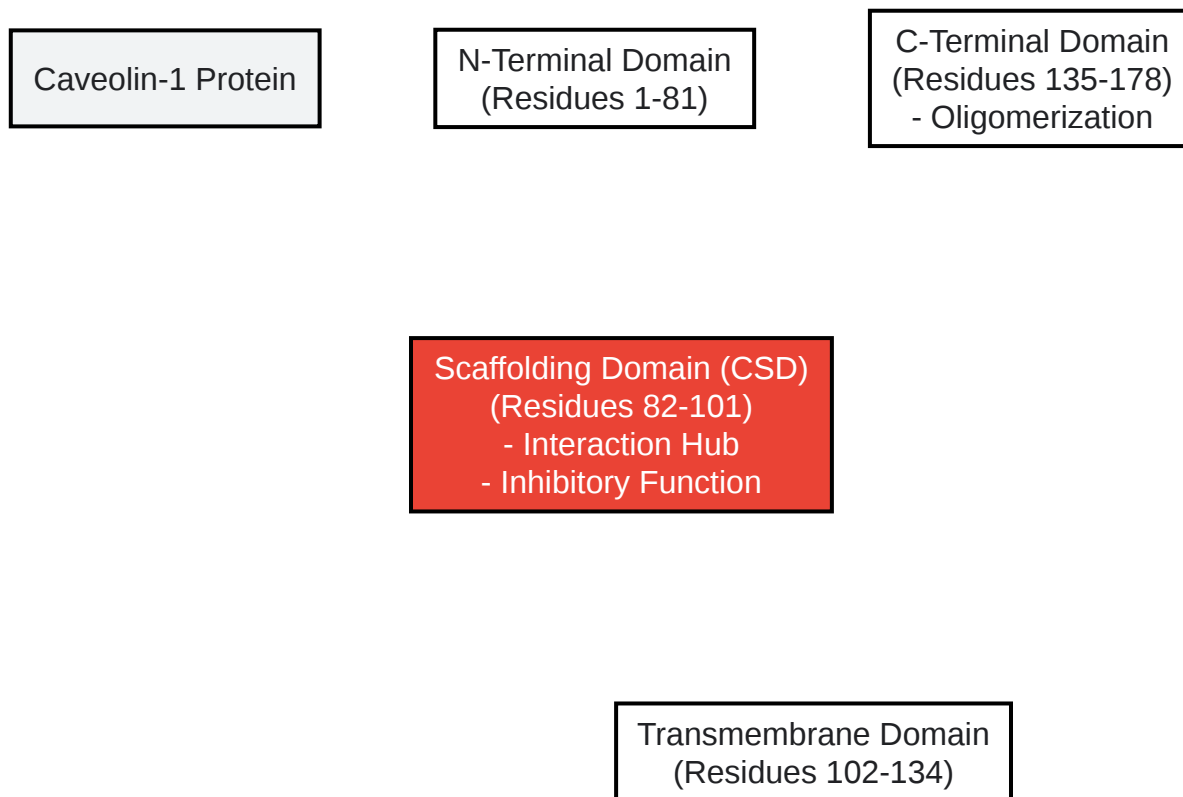 Caveolin-1 Protein
N-Terminal Domain
(Residues 1-81)
C-Terminal Domain
(Residues 135-178)
- Oligomerization
Scaffolding Domain (CSD)
(Residues 82-101)
- Interaction Hub
- Inhibitory Function
Transmembrane Domain
(Residues 102-134)